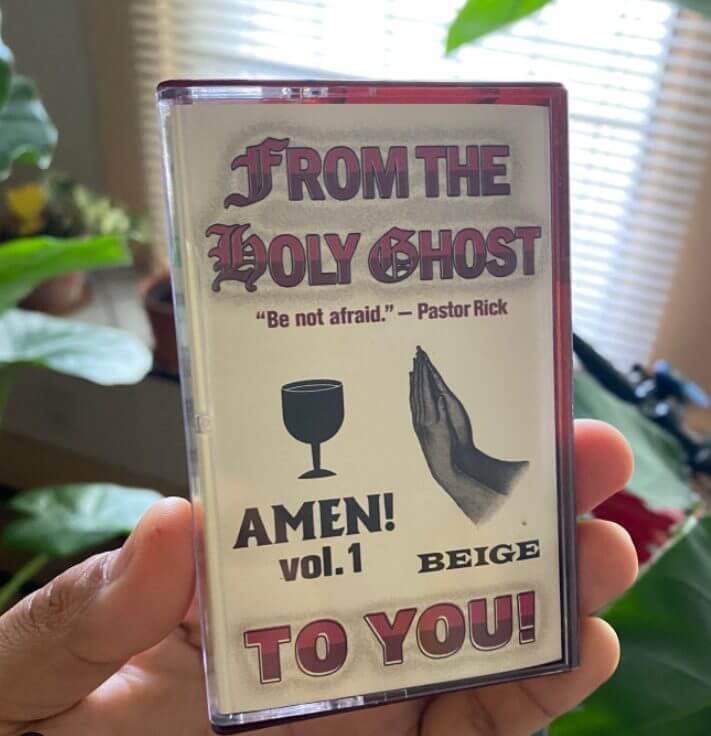 FROM THE
HOLY GHOST
“Be not afraid.” – Pastor Rick
AMEN!
vol.1
BEIGE
TO YOU!